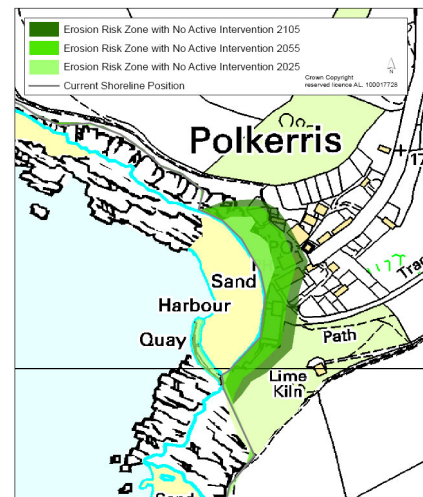 Erosion Risk Zone with No Active Intervention 2105
Erosion Risk Zone with No Active Intervention 2055
Erosion Risk Zone with No Active Intervention 2025
Current Shoreline Position
N
Crown Copyright
reserved licence AL. 100017728
Polkerris
17
PO
Sand
Harbour
Quay
Path
Lime
Kiln
Sand